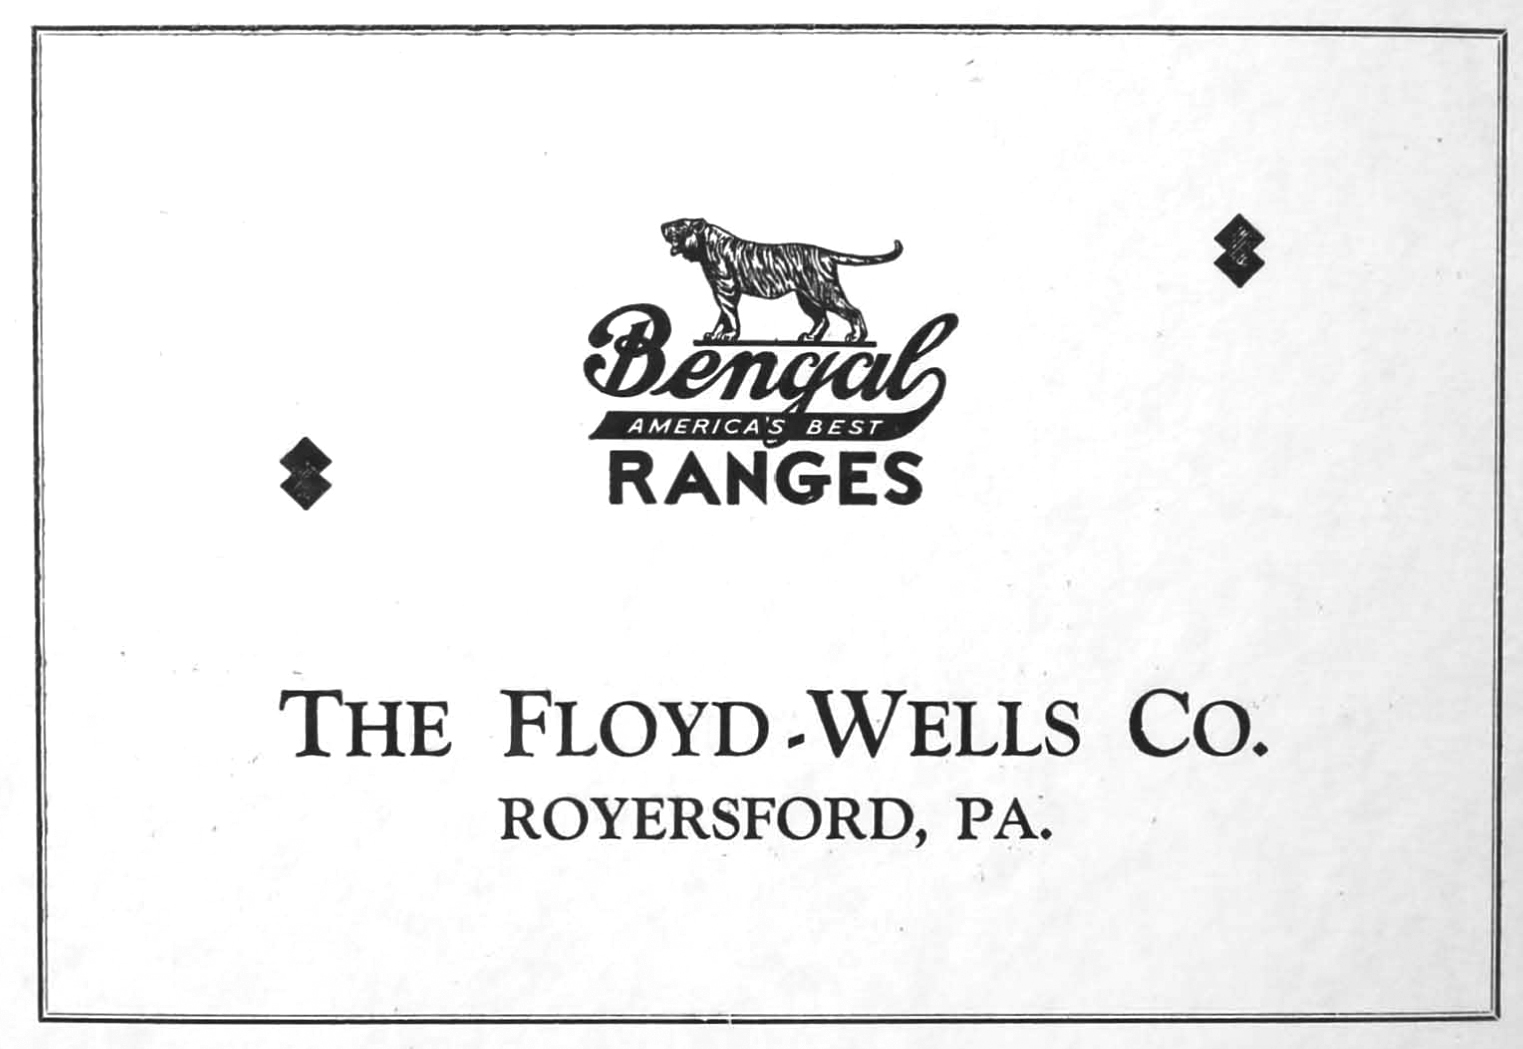 Bengal
AMERICA'S BEST
RANGES
THE FLOYD-WELLS CO.
ROYERSFORD, PA.